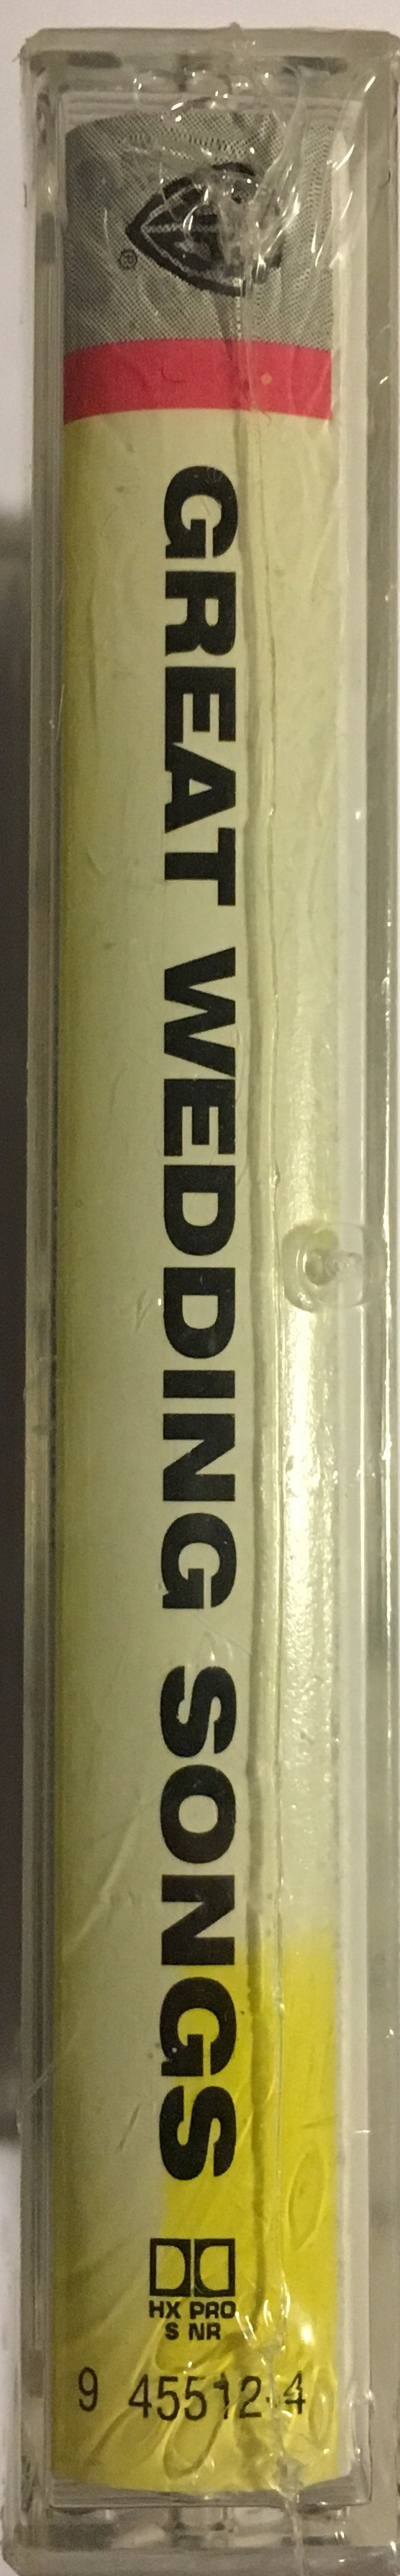 ®
GREAT WEDDING SONGS
HX PRO
S NR
9 45512-4